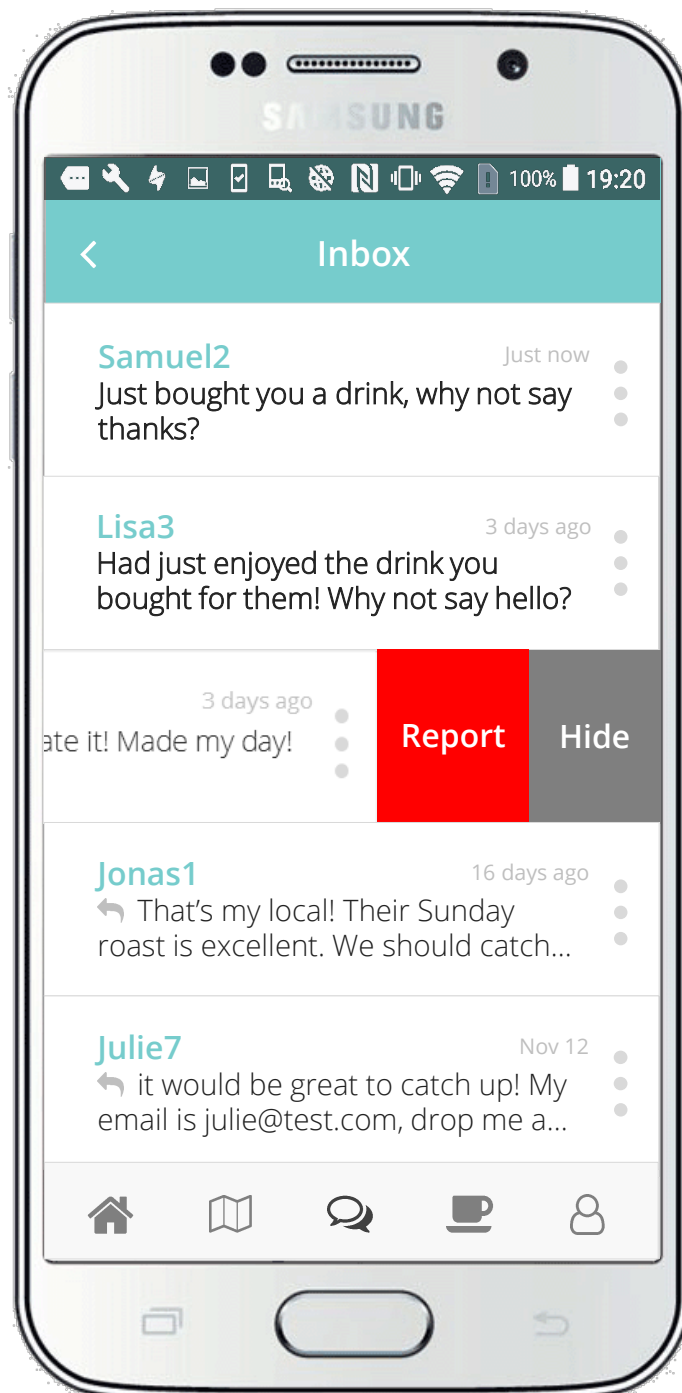 SAMSUNG
100% 19:20
Inbox
Samuel2 Just now
Just bought you a drink, why not say
thanks?
Lisa3 3 days ago
Had just enjoyed the drink you
bought for them! Why not say hello?
3 days ago
ate it! Made my day!
Report Hide
Jonas1 16 days ago
That’s my local! Their Sunday
roast is excellent. We should catch...
Julie7 Nov 12
it would be great to catch up! My
email is julie@test.com, drop me a...